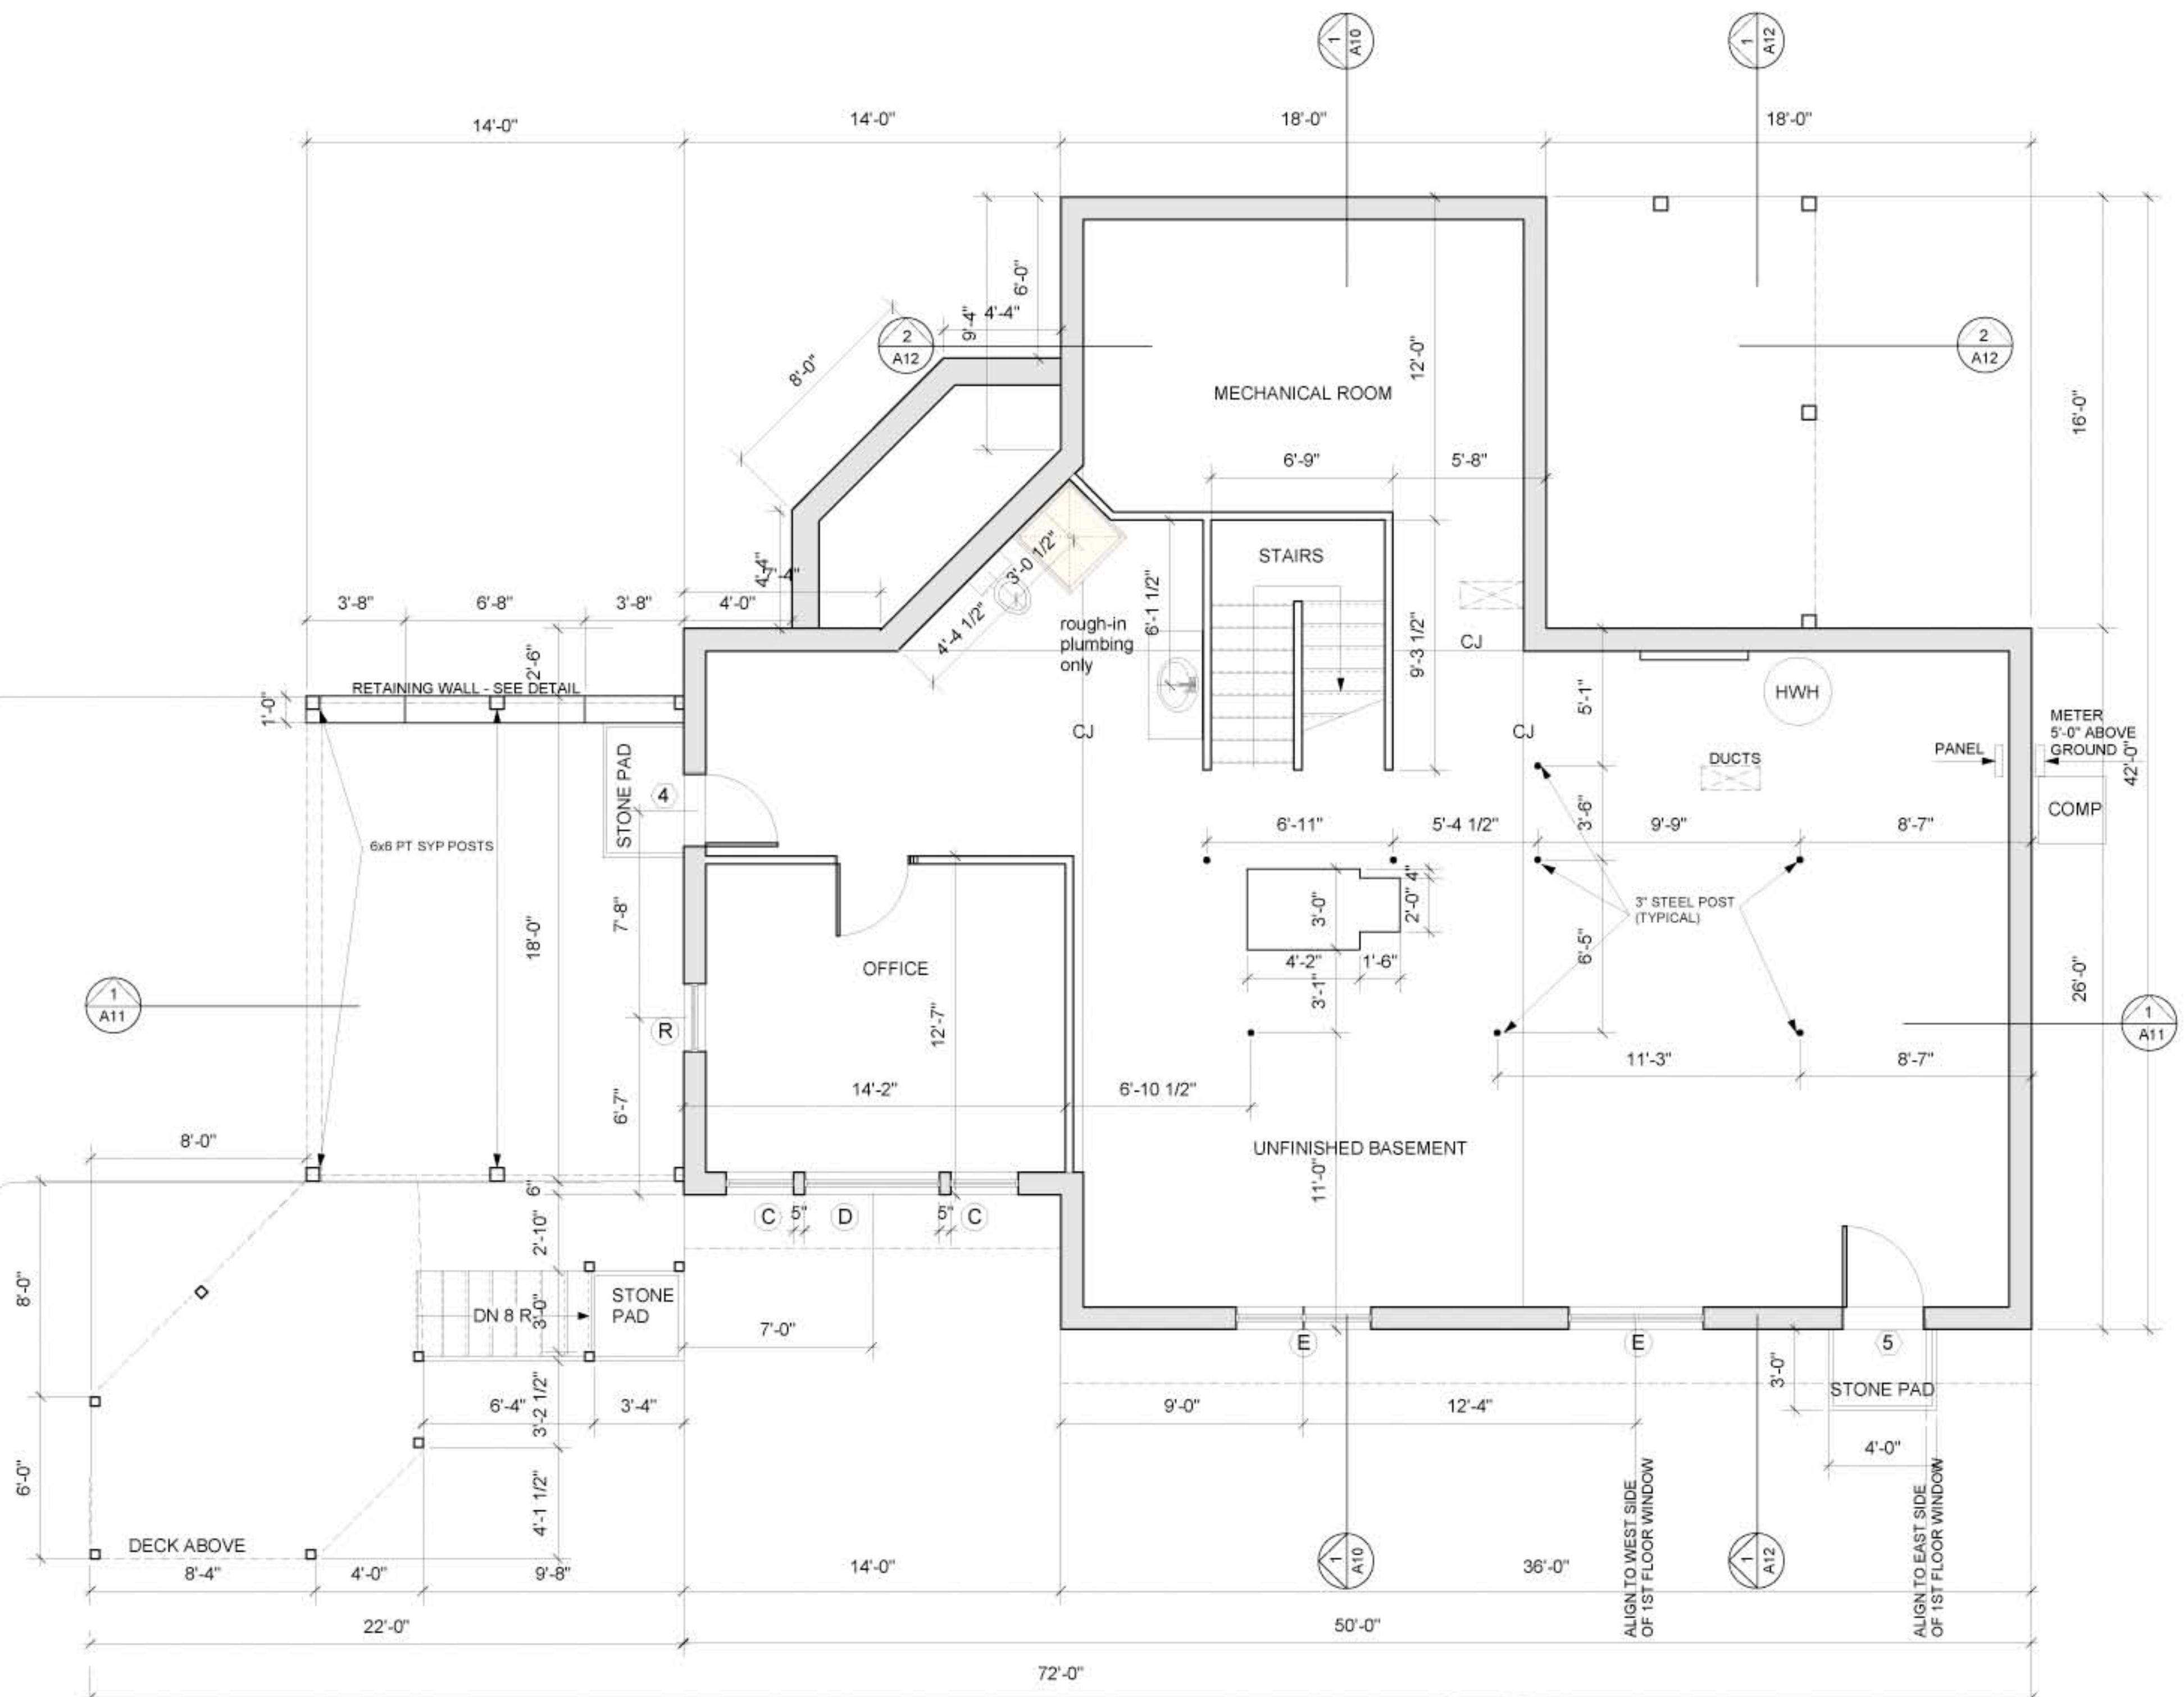 1
A10
1
A12
14'-0"
14'-0"
18'-0"
18'-0"
6'-0"
9'-4"
4'-4"
2
A12
8'-0"
12'-0"
2
A12
MECHANICAL ROOM
16'-0"
6'-9"
5'-8"
3'-0 1/2"
STAIRS
4'-4"
7'-4"
3'-8"
6'-8"
3'-8"
4'-0"
4'-4 1/2"
6'-1 1/2"
rough-in
plumbing
only
CJ
9'-3 1/2"
2'-6"
RETAINING WALL - SEE DETAIL
1'-0"
5'-1"
HWH
CJ
CJ
METER
5'-0" ABOVE
GROUND
PANEL
42'-0"
DUCTS
STONE PAD
4
COMP
6x6 PT SYP POSTS
6'-11"
5'-4 1/2"
3'-6"
9'-9"
8'-7"
4"
3'-0"
2'-0"
3" STEEL POST
(TYPICAL)
7'-8"
18'-0"
6'-5"
OFFICE
4'-2"
1'-6"
3'-1"
26'-0"
1
A11
R
12'-7"
1
A11
11'-3"
8'-7"
14'-2"
6'-10 1/2"
6'-7"
8'-0"
UNFINISHED BASEMENT
11'-0"
6"
C
5"
D
5"
C
2'-10"
8'-0"
STONE
PAD
DN 8 R
3'-0"
7'-0"
E
E
5
3'-0"
STONE PAD
6'-4"
3'-4"
3'-2 1/2"
9'-0"
12'-4"
4'-0"
6'-0"
4'-1 1/2"
ALIGN TO WEST SIDE
OF 1ST FLOOR WINDOW
ALIGN TO EAST SIDE
OF 1ST FLOOR WINDOW
DECK ABOVE
8'-4"
4'-0"
9'-8"
14'-0"
1
A10
36'-0"
1
A12
22'-0"
50'-0"
72'-0"